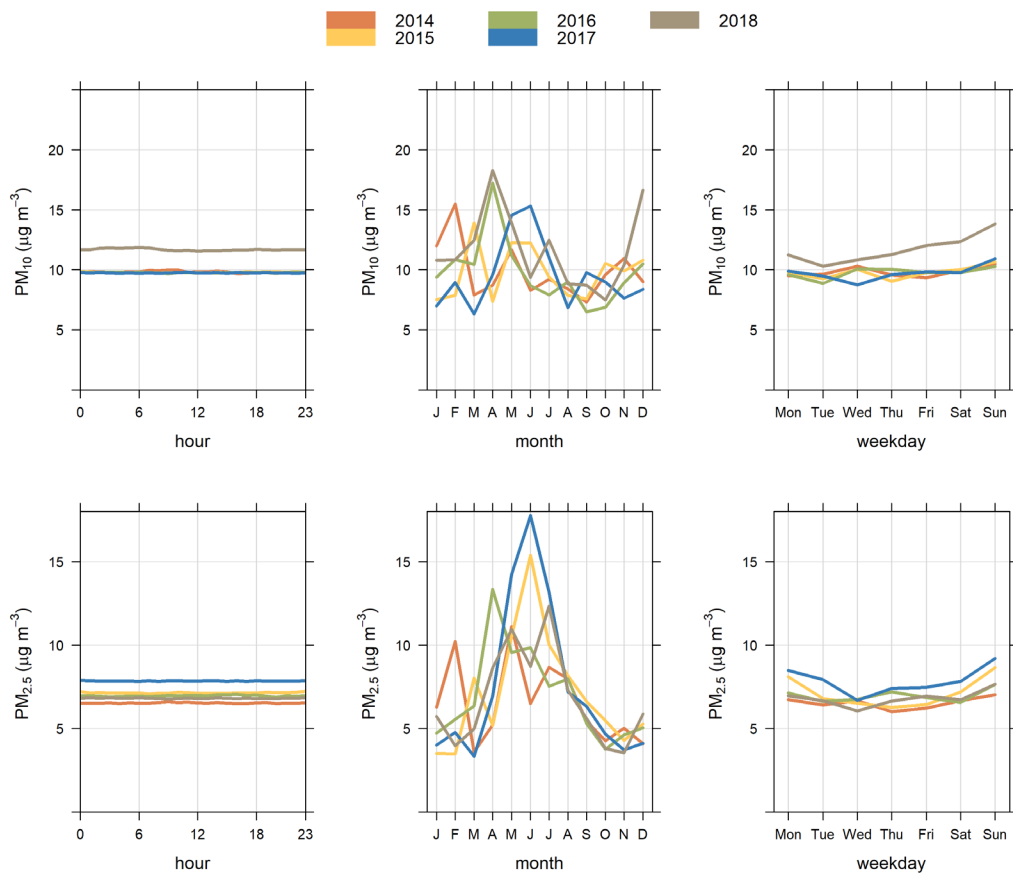 2014 2016 2018
2015 2017
PM10 (μg m−3)
20
15
10
5
0 6 12 18 23
hour
PM10 (μg m−3)
20
15
10
5
J F M A M J J A S O N D
month
PM10 (μg m−3)
20
15
10
5
Mon Tue Wed Thu Fri Sat Sun
weekday
PM2.5 (μg m−3)
15
10
5
0 6 12 18 23
hour
PM2.5 (μg m−3)
15
10
5
J F M A M J J A S O N D
month
PM2.5 (μg m−3)
15
10
5
Mon Tue Wed Thu Fri Sat Sun
weekday